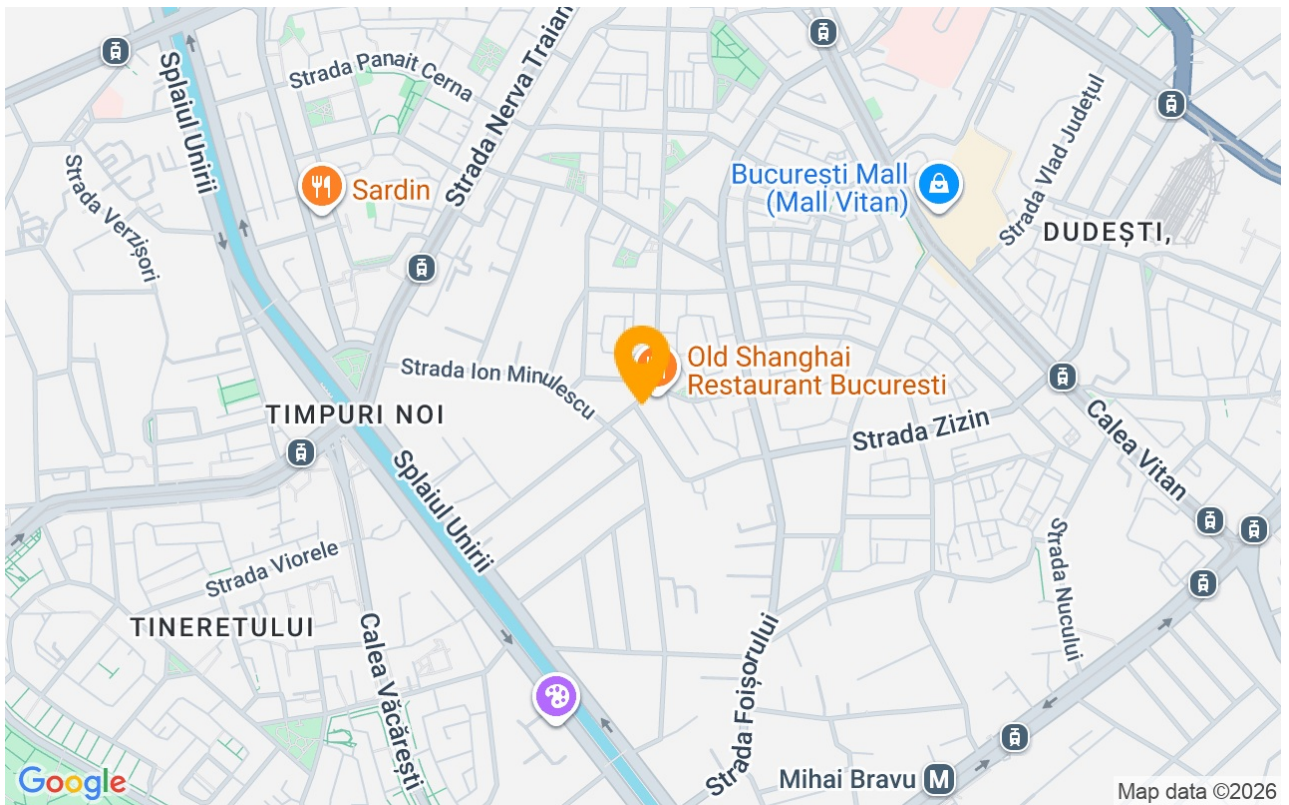 Strada Panait Cerna
Strada Nerva Traian
Splaiul Unirii
Strada Verzișori
Sardin
București Mall
(Mall Vitan)
Strada Vlad Județul
DUDEȘTI,
Old Shanghai
Restaurant Bucuresti
Strada Ion Minulescu
TIMPURI NOI
Strada Zizin
Calea Vitan
Splaiul Unirii
Strada Viorele
TINERETULUI
Calea Văcărești
Strada Foișorului
Strada Nucului
Mihai Bravu M
Google
Map data ©2026